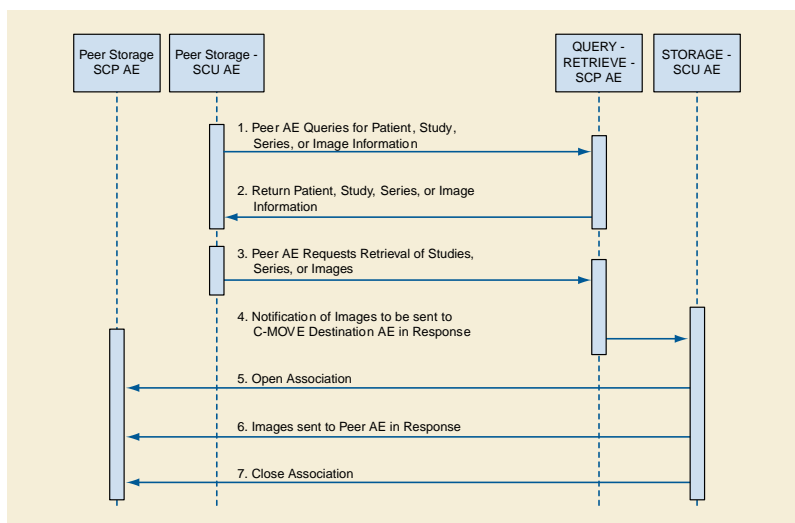 Peer Storage
SCP AE
Peer Storage -
SCU AE
QUERY -
RETRIEVE -
SCP AE
STORAGE -
SCU AE
1. Peer AE Queries for Patient, Study,
Series, or Image Information
2. Return Patient, Study, Series, or Image
Information
3. Peer AE Requests Retrieval of Studies,
Series, or Images
4. Notification of Images to be sent to
C-MOVE Destination AE in Response
5. Open Association
6. Images sent to Peer AE in Response
7. Close Association